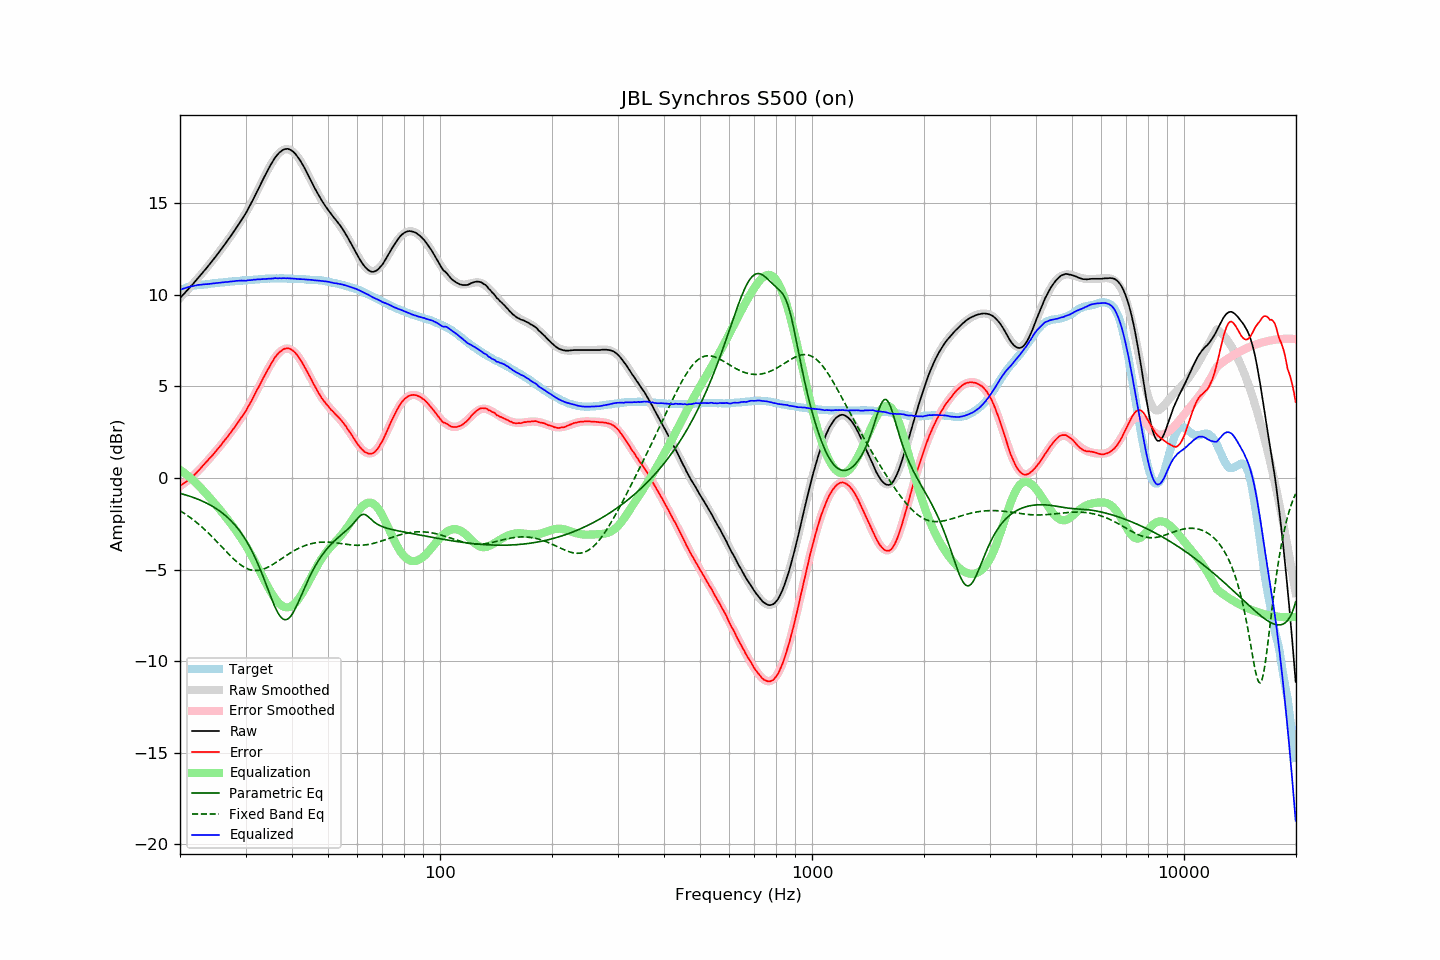 JBL Synchros S500 (on)
Amplitude (dBr)
15
10
5
0
−5
−10
−15
−20
Target
Raw Smoothed
Error Smoothed
Raw
Error
Equalization
Parametric Eq
Fixed Band Eq
Equalized
100
1000
10000
Frequency (Hz)